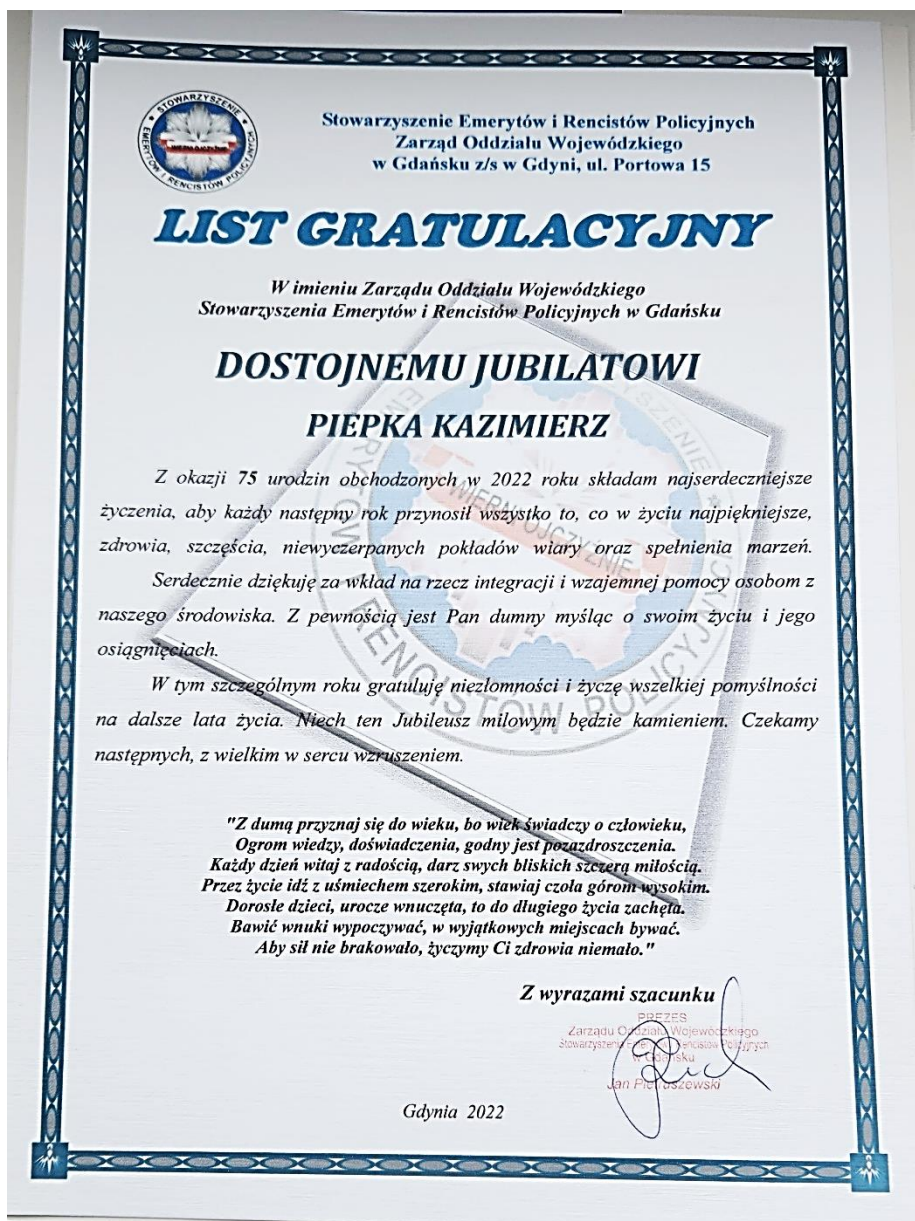 STOWARZYSZENIE
EMERYTÓW I RENCISTÓW POLICYJNYCH
WIERNI OJCZYŹNIE
Stowarzyszenie Emerytów i Rencistów Policyjnych
Zarząd Oddziału Wojewódzkiego
w Gdańsku z/s w Gdyni, ul. Portowa 15
LIST GRATULACYJNY
W imieniu Zarządu Oddziału Wojewódzkiego
Stowarzyszenia Emerytów i Rencistów Policyjnych w Gdańsku
DOSTOJNEMU JUBILATOWI
PIEPKA KAZIMIERZ
Z okazji 75 urodzin obchodzonych w 2022 roku składam najserdeczniejsze
życzenia, aby każdy następny rok przynosił wszystko to, co w życiu najpiękniejsze,
zdrowia, szczęścia, niewyczerpanych pokładów wiary oraz spełnienia marzeń.
Serdecznie dziękuję za wkład na rzecz integracji i wzajemnej pomocy osobom z
naszego środowiska. Z pewnością jest Pan dumny myśląc o swoim życiu i jego
osiągnięciach.
W tym szczególnym roku gratuluję niezłomności i życzę wszelkiej pomyślności
na dalsze lata życia. Niech ten Jubileusz milowym będzie kamieniem. Czekamy
następnych, z wielkim w sercu wzruszeniem.
"Z dumą przyznaj się do wieku, bo wiek świadczy o człowieku,
Ogrom wiedzy, doświadczenia, godny jest pozazdroszczenia.
Każdy dzień witaj z radością, darz swych bliskich szczerą miłością.
Przez życie idź z uśmiechem szerokim, stawiaj czoła górom wysokim.
Dorosłe dzieci, urocze wnuczęta, to do długiego życia zachęta.
Bawić wnuki wypoczywać, w wyjątkowych miejscach bywać.
Aby sił nie brakowało, życzymy Ci zdrowia niemało."
Z wyrazami szacunku
PREZES
Zarządu Oddziału Wojewódzkiego
Stowarzyszenia Emerytów i Rencistów Policyjnych
w Gdańsku
Jan Pietruszewski
Gdynia 2022